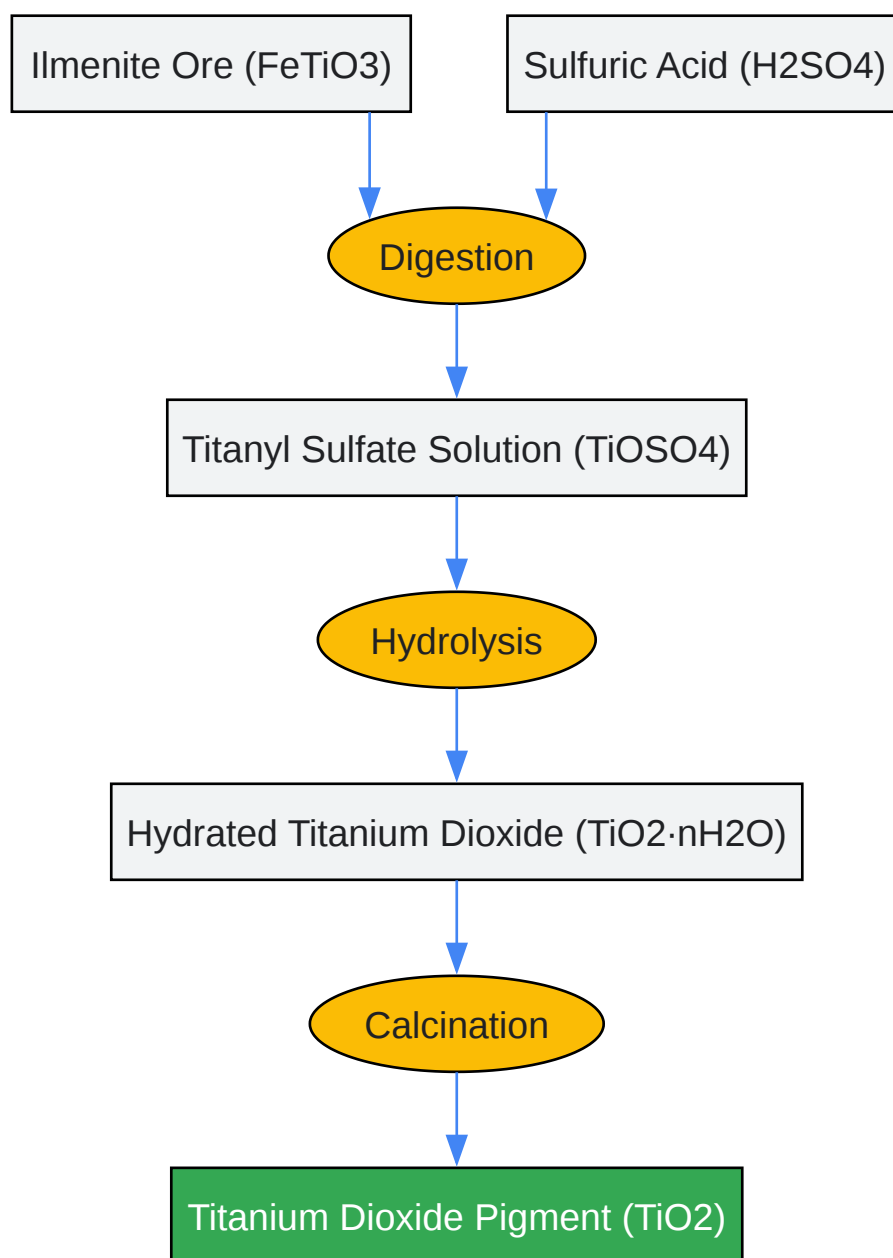 Ilmenite Ore (FeTiO3)
Sulfuric Acid (H2SO4)
Digestion
Titanyl Sulfate Solution (TiOSO4)
Hydrolysis
Hydrated Titanium Dioxide (TiO2·nH2O)
Calcination
Titanium Dioxide Pigment (TiO2)